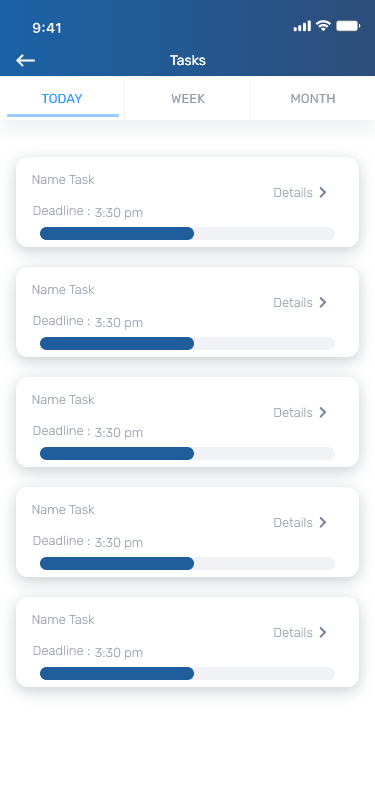 9:41
Tasks
TODAY WEEK MONTH
Name Task
Details
Deadline : 3:30 pm
Name Task
Details
Deadline : 3:30 pm
Name Task
Details
Deadline : 3:30 pm
Name Task
Details
Deadline : 3:30 pm
Name Task
Details
Deadline : 3:30 pm